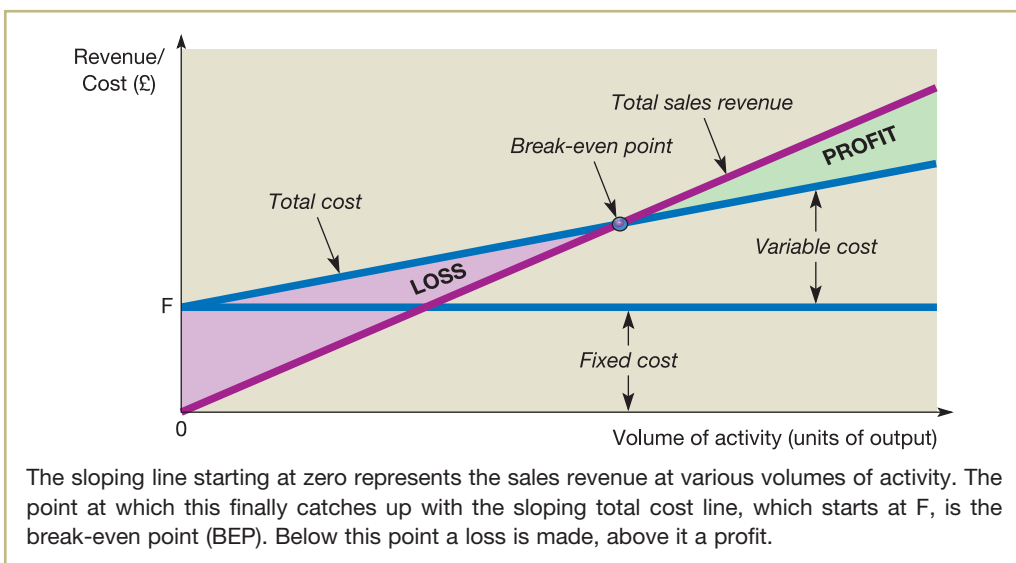 Revenue/
Cost (£)
Total sales revenue
Break-even point
PROFIT
Total cost
Variable cost
LOSS
F
Fixed cost
0
Volume of activity (units of output)
The sloping line starting at zero represents the sales revenue at various volumes of activity. The
point at which this finally catches up with the sloping total cost line, which starts at F, is the
break-even point (BEP). Below this point a loss is made, above it a profit.